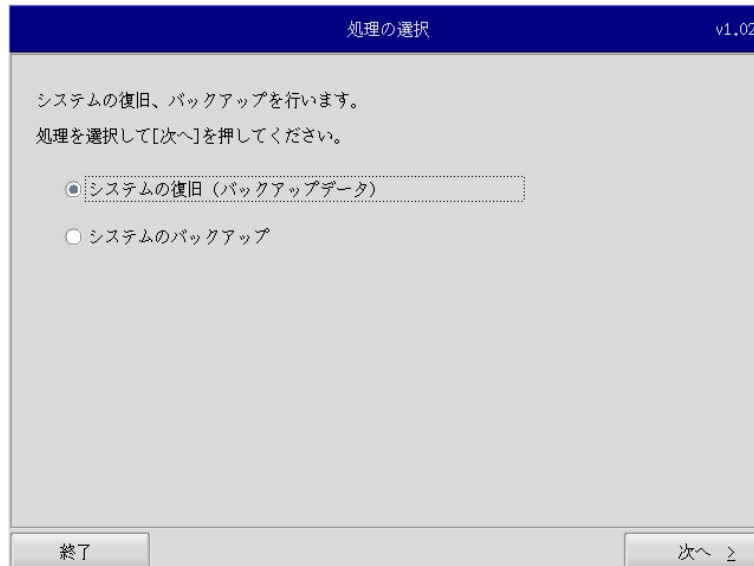 処理の選択
v1.02
システムの復旧、バックアップを行います。
処理を選択して[次へ]を押してください。
システムの復旧（バックアップデータ）
システムのバックアップ
終了
次へ ≥